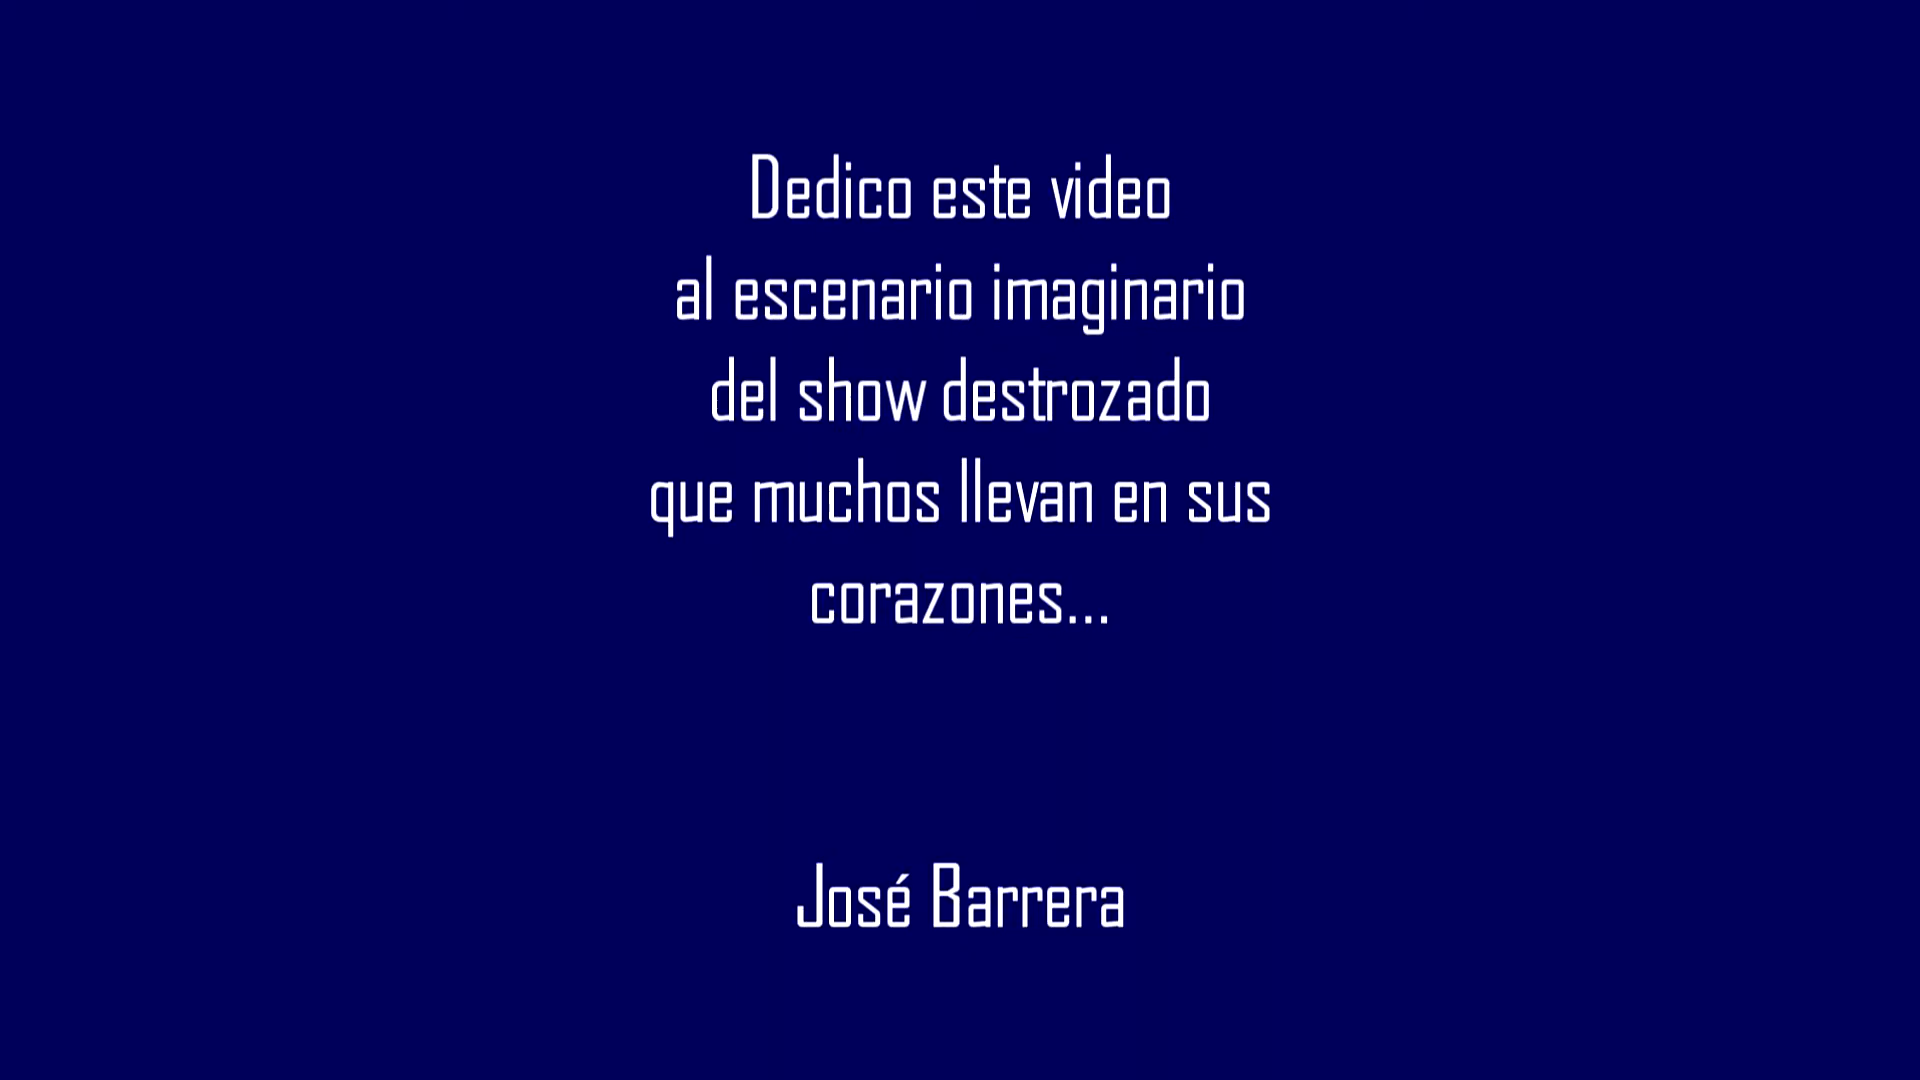 Dedico este video
al escenario imaginario
del show destrozado
que muchos llevan en sus
corazones...
José Barrera